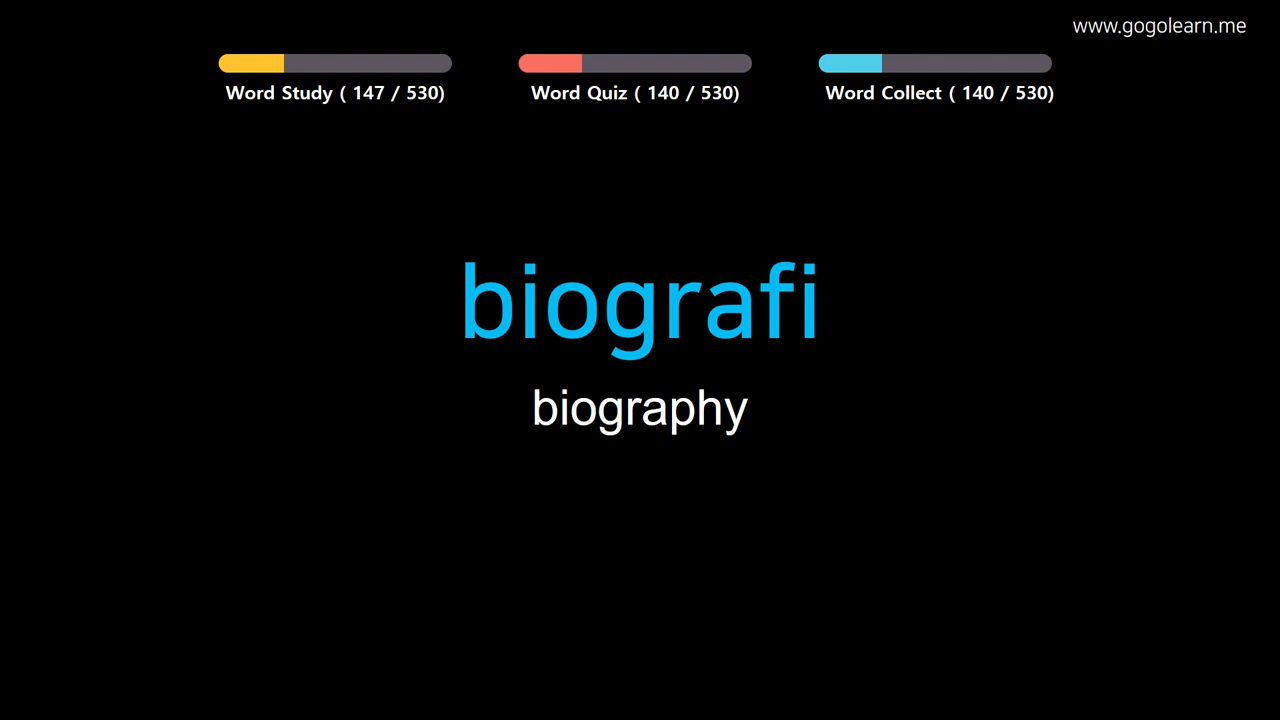 www.gogolearn.me
Word Study ( 147 / 530)
Word Quiz ( 140 / 530)
Word Collect ( 140 / 530)
biografi
biography